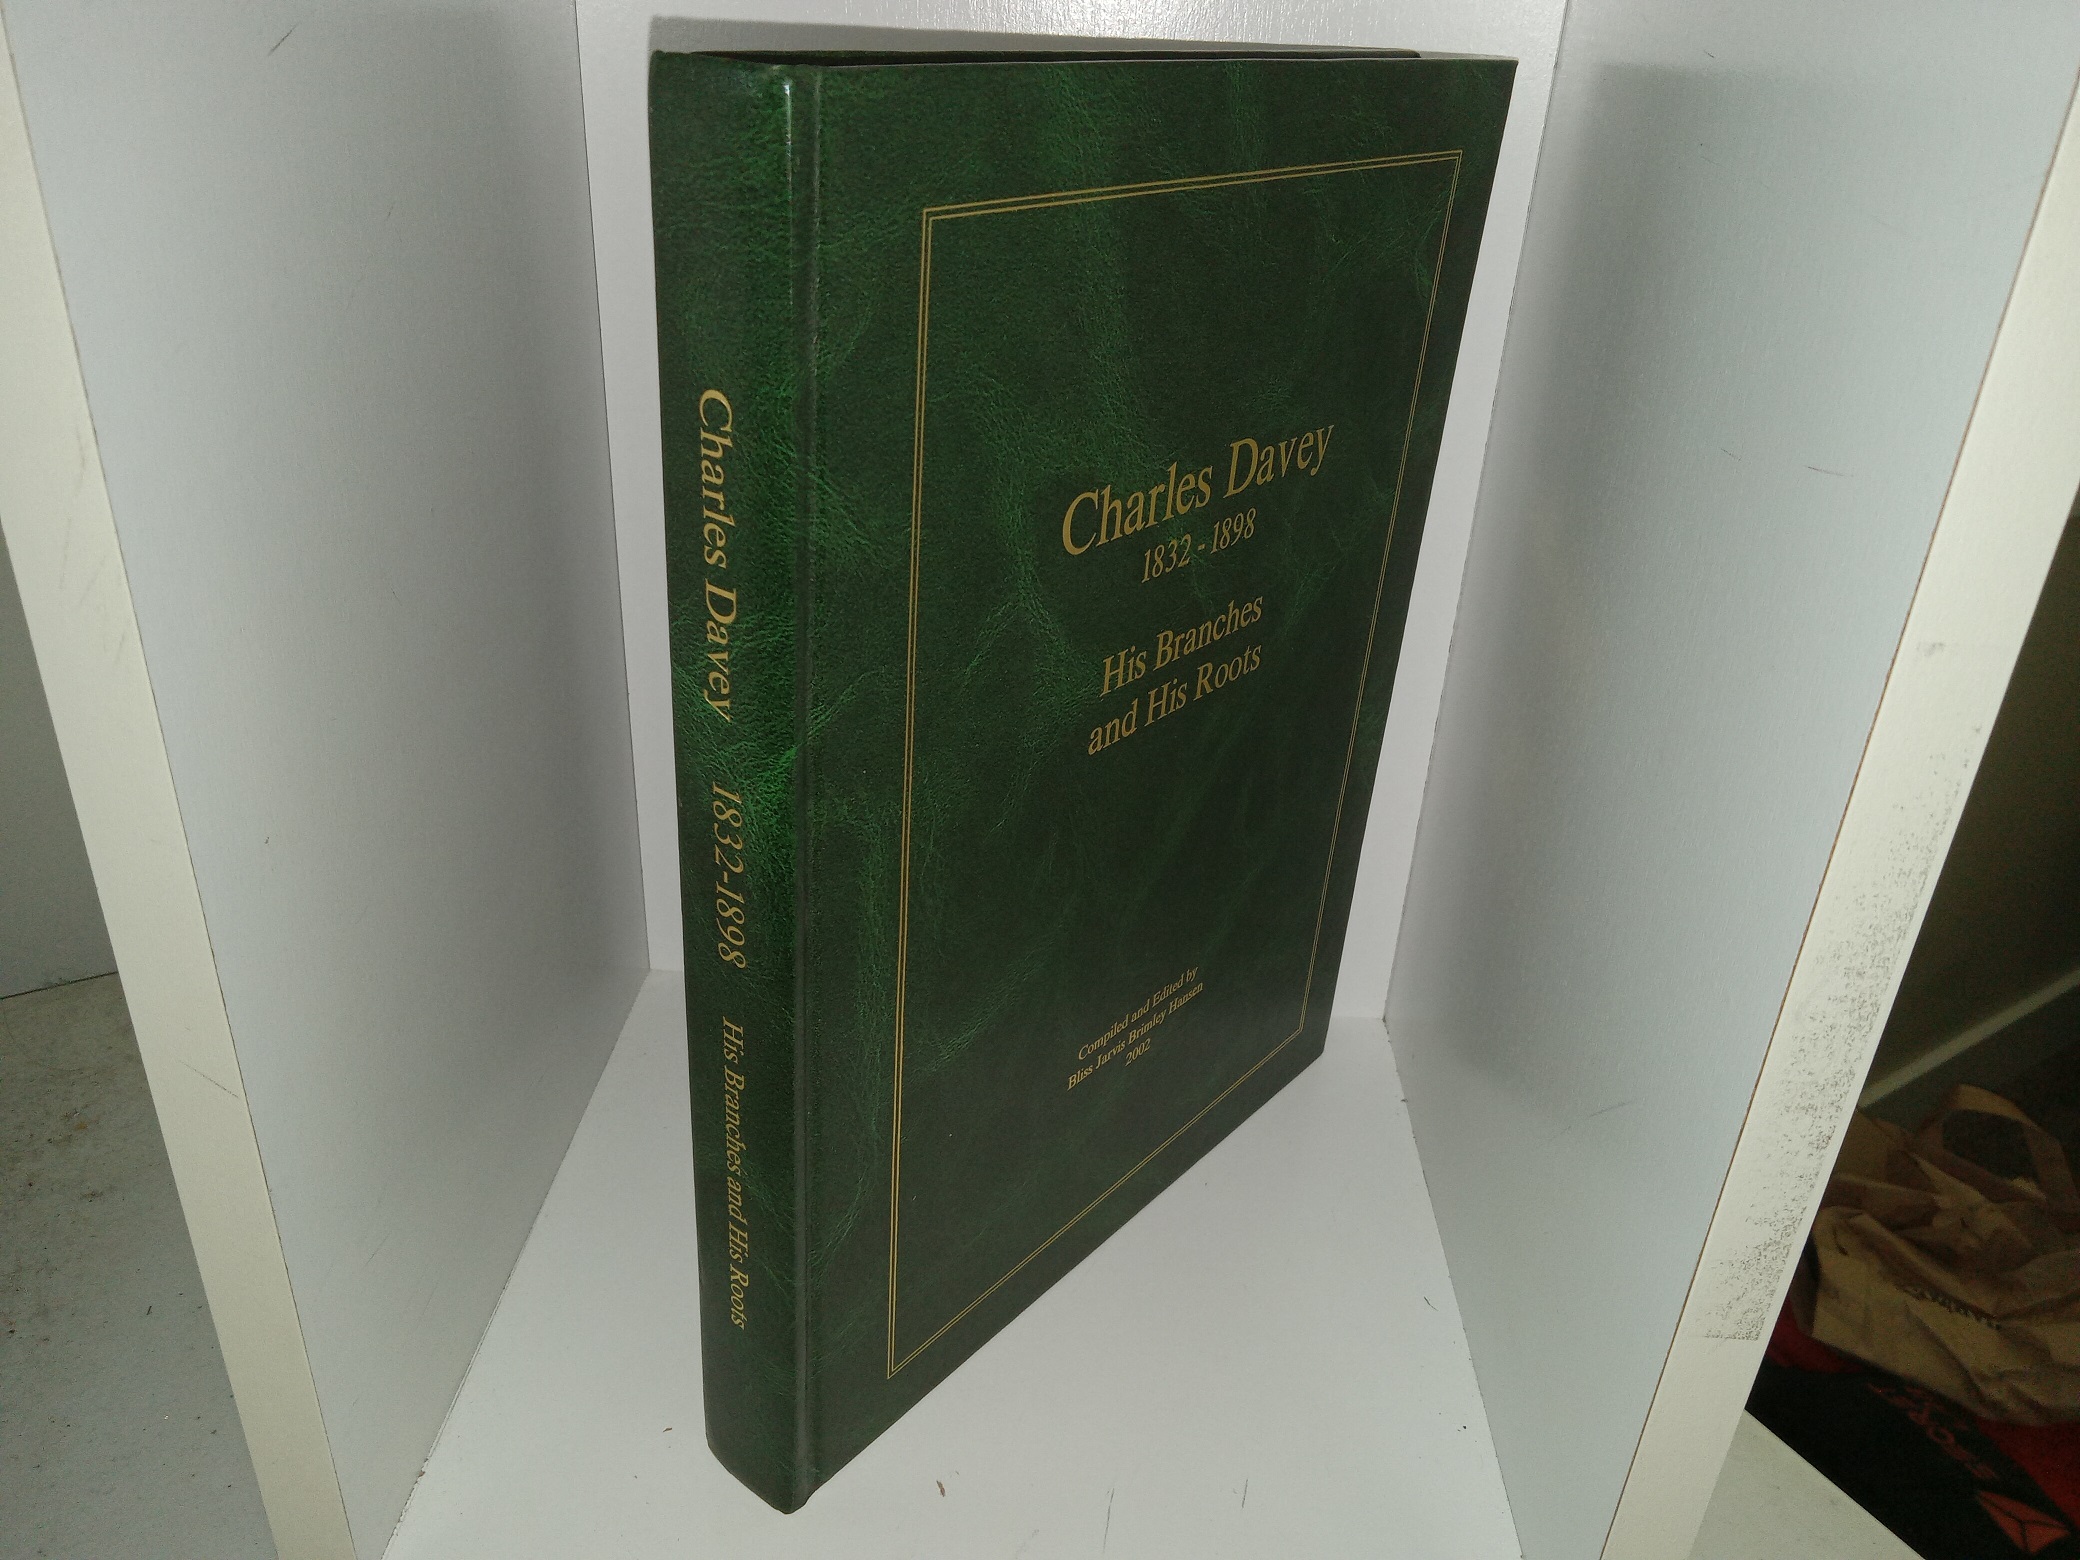 Charles Davey 1832-1898 His Branches and His Roots
Charles Davey
1832 - 1898
His Branches
and His Roots
Compiled and Edited by
Bliss Jarvis Brimley Hansen
2002